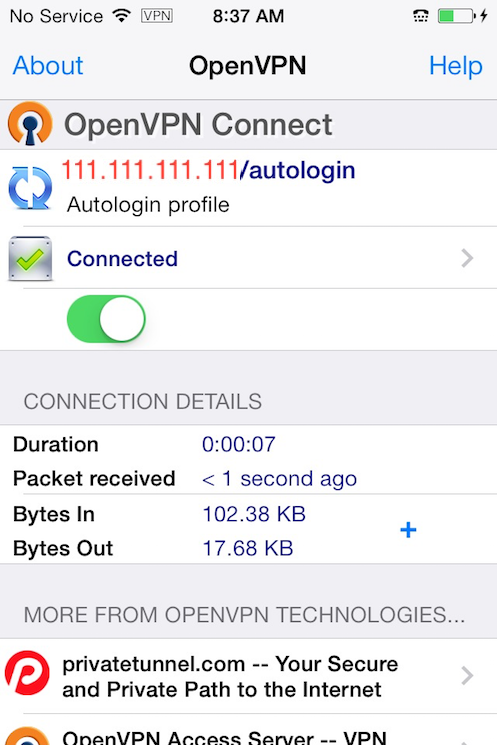 No Service VPN 8:37 AM
About OpenVPN Help
OpenVPN Connect
111.111.111.111/autologin
Autologin profile
Connected
CONNECTION DETAILS
Duration 0:00:07
Packet received < 1 second ago
Bytes In 102.38 KB
+
Bytes Out 17.68 KB
MORE FROM OPENVPN TECHNOLOGIES...
privatetunnel.com -- Your Secure
and Private Path to the Internet
OpenVPN Access Server -- VPN